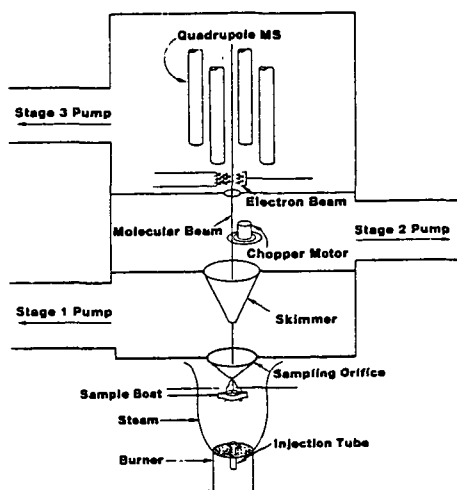 Quadrupole MS
Stage 3 Pump
Electron Beam
Molecular Beam
Stage 2 Pump
Chopper Motor
Stage 1 Pump
Skimmer
Sampling Orifice
Sample Boat
Steam
Injection Tube
Burner